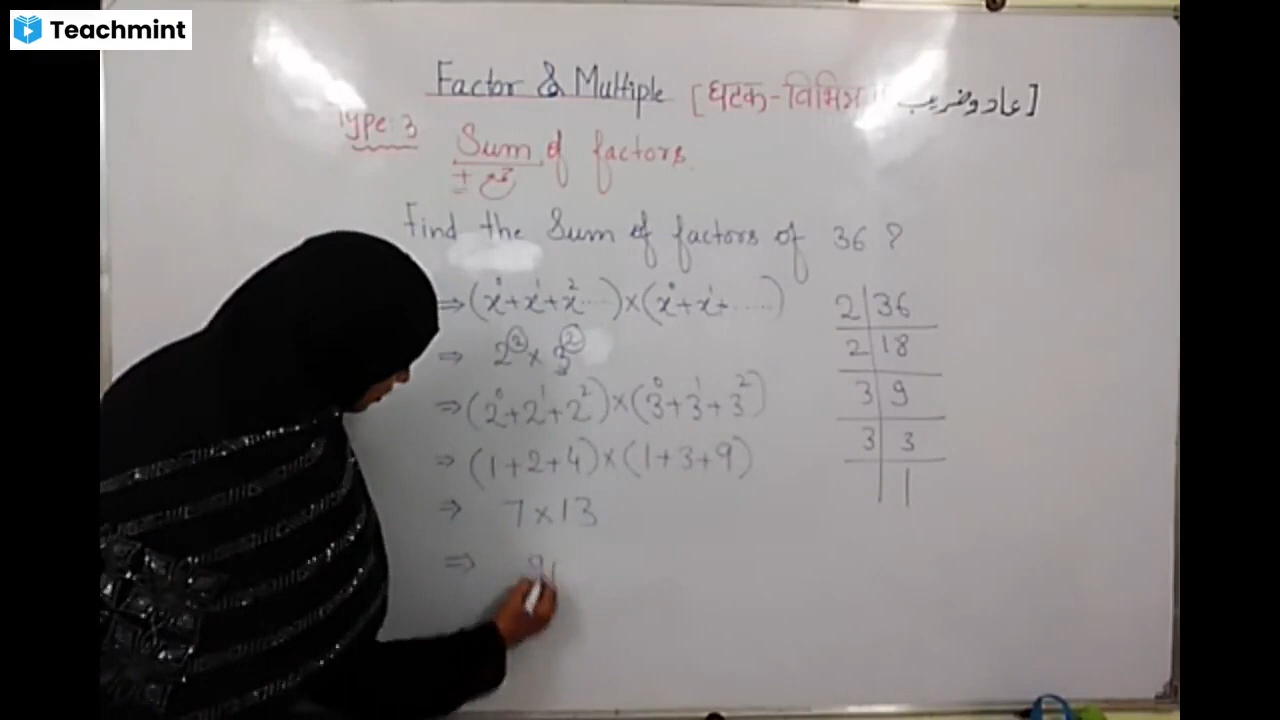 Teachmint
Factor & Multiple [घटक-विभिन्न عاد و ضریب]
Type: 3 Sum of factors.
+ جمع
Find the Sum of factors of 36 ?
⇒ (x⁰+x¹+x²...)×(x⁰+x¹+.....)
⇒ 2²×3²
⇒ (2⁰+2¹+2²)×(3⁰+3¹+3²)
⇒ (1+2+4)×(1+3+9)
⇒ 7×13
⇒ 91
2|36
2|18
3|9
3|3
|1